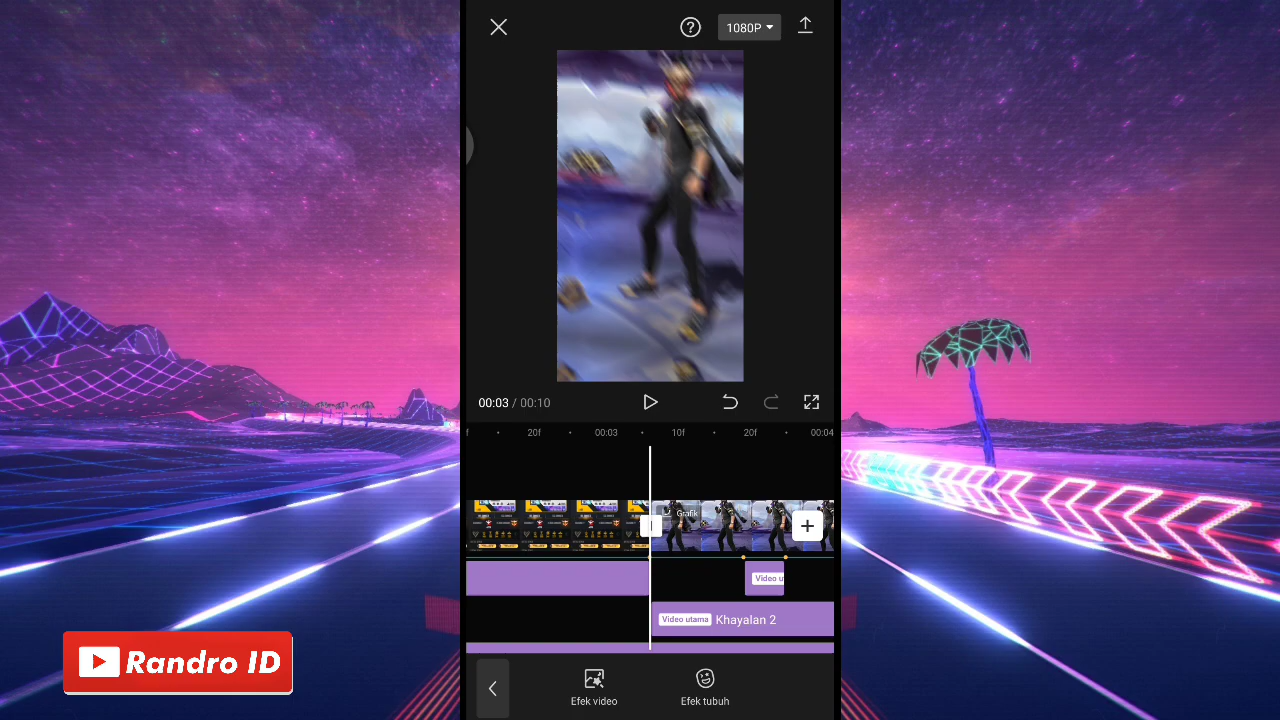 1080P
00:03 / 00:10
f
20f
00:03
10f
20f
00:04
Grafik
Video u
Video utama
Khayalan 2
Efek video
Efek tubuh
Randro ID